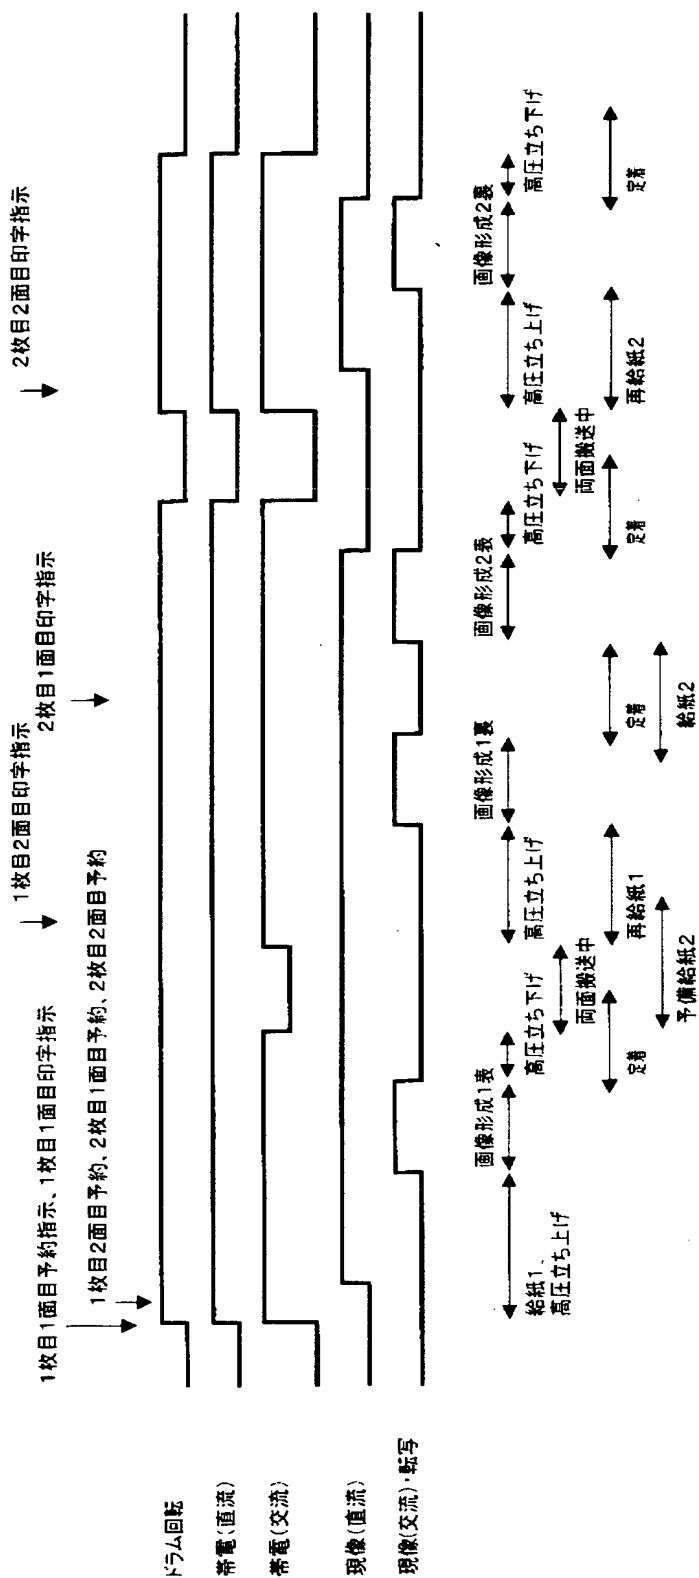 1枚目1面目予約指示、1枚目1面目印字指示
1枚目2面目予約、2枚目1面目予約、2枚目2面目予約
1枚目2面目印字指示
2枚目1面目印字指示
2枚目2面目印字指示
ドラム回転
帯電(直流)
帯電(交流)
現像(直流)
現像(交流)・転写
給紙1、
高圧立ち上げ
画像形成1表
高圧立ち下げ
両面搬送中
定着
予備給紙2
高圧立ち上げ
再給紙1
画像形成1裏
定着
給紙2
画像形成2表
高圧立ち下げ
両面搬送中
定着
高圧立ち上げ
再給紙2
画像形成2裏
高圧立ち下げ
定着